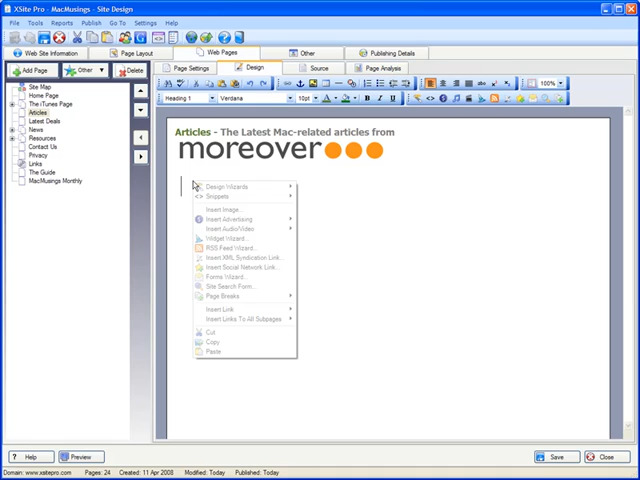 XSite Pro - MacMusings - Site Design
File Tools Reports Publish Go To Settings Help
Web Site Information Page Layout Web Pages Other Publishing Details
Add Page Other Delete
Page Settings Design Source Page Analysis
100%
Heading 1 Verdana 10pt B I U
Site Map
Home Page
The iTunes Page
Articles
Latest Deals
News
Resources
Contact Us
Privacy
Links
The Guide
MacMusings Monthly
Articles - The Latest Mac-related articles from
moreover
Design Wizards
Snippets
Insert Image...
Insert Advertising
Insert Audio/Video
Widget Wizard...
RSS Feed Wizard...
Insert XML Syndication Link...
Insert Social Network Link...
Forms Wizard...
Site Search Form...
Page Breaks
Insert Link
Insert Links To All Subpages
Cut
Copy
Paste
? Help Preview Save Close
Domain: www.xsitepro.com Pages: 24 Created: 11 Apr 2008 Modified: Today Published: Today